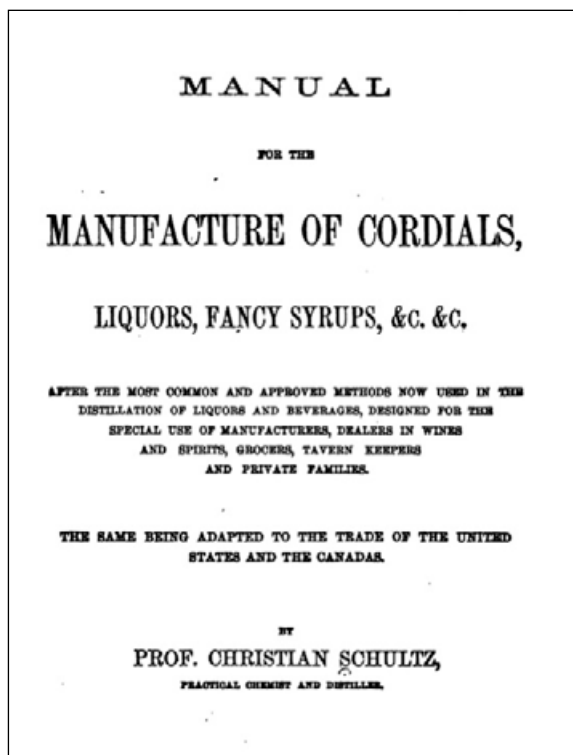 MANUAL
FOR THE
MANUFACTURE OF CORDIALS,
LIQUORS, FANCY SYRUPS, &C. &C.
AFTER THE MOST COMMON AND APPROVED METHODS NOW USED IN THE
DISTILLATION OF LIQUORS AND BEVERAGES, DESIGNED FOR THE
SPECIAL USE OF MANUFACTURERS, DEALERS IN WINES
AND SPIRITS, GROCERS, TAVERN KEEPERS
AND PRIVATE FAMILIES.
THE SAME BEING ADAPTED TO THE TRADE OF THE UNITED
STATES AND THE CANADAS.
BY
PROF. CHRISTIAN SCHULTZ,
PRACTICAL CHEMIST AND DISTILLER,